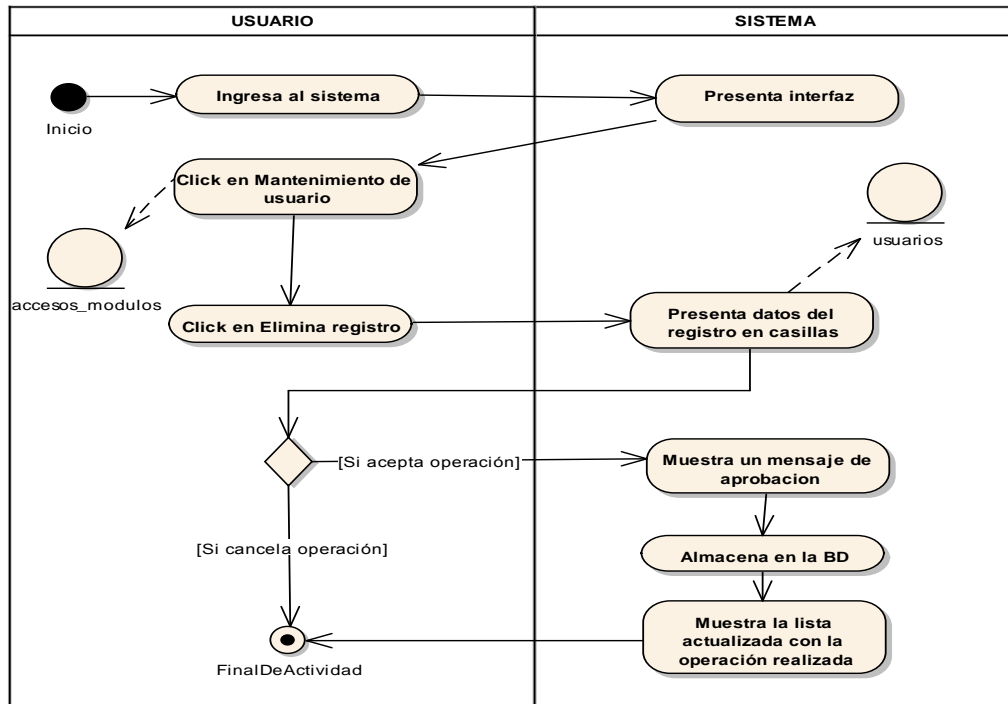 USUARIO
SISTEMA
Ingresa al sistema
Presenta interfaz
Inicio
Click en Mantenimiento de
usuario
usuarios
accesos_modulos
Click en Elimina registro
Presenta datos del
registro en casillas
[Si acepta operación]
Muestra un mensaje de
aprobacion
[Si cancela operación]
Almacena en la BD
Muestra la lista
actualizada con la
operación realizada
FinalDeActividad